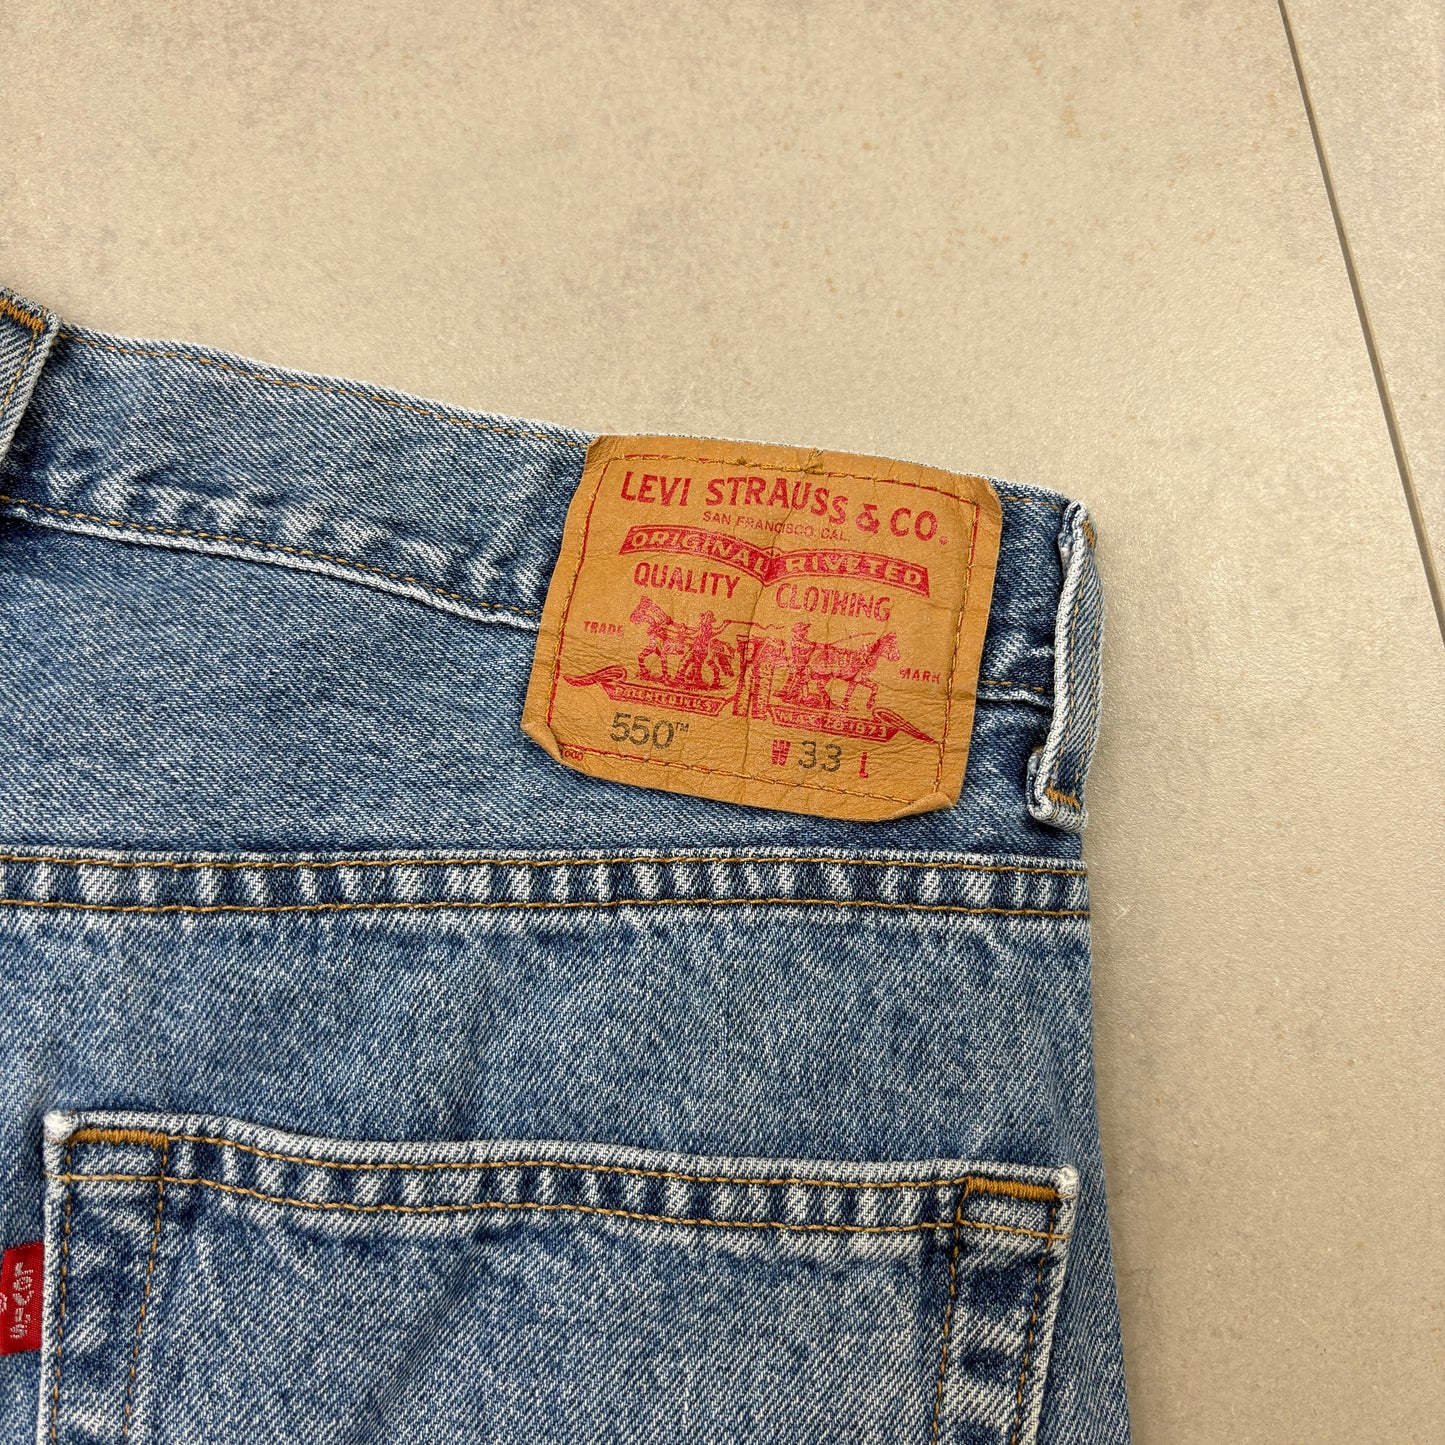 LEVI STRAUSS & CO.
SAN FRANCISCO, CAL.
ORIGINAL RIVETED
QUALITY CLOTHING
TRADE MARK
550™ W 33 L
LEVI'S